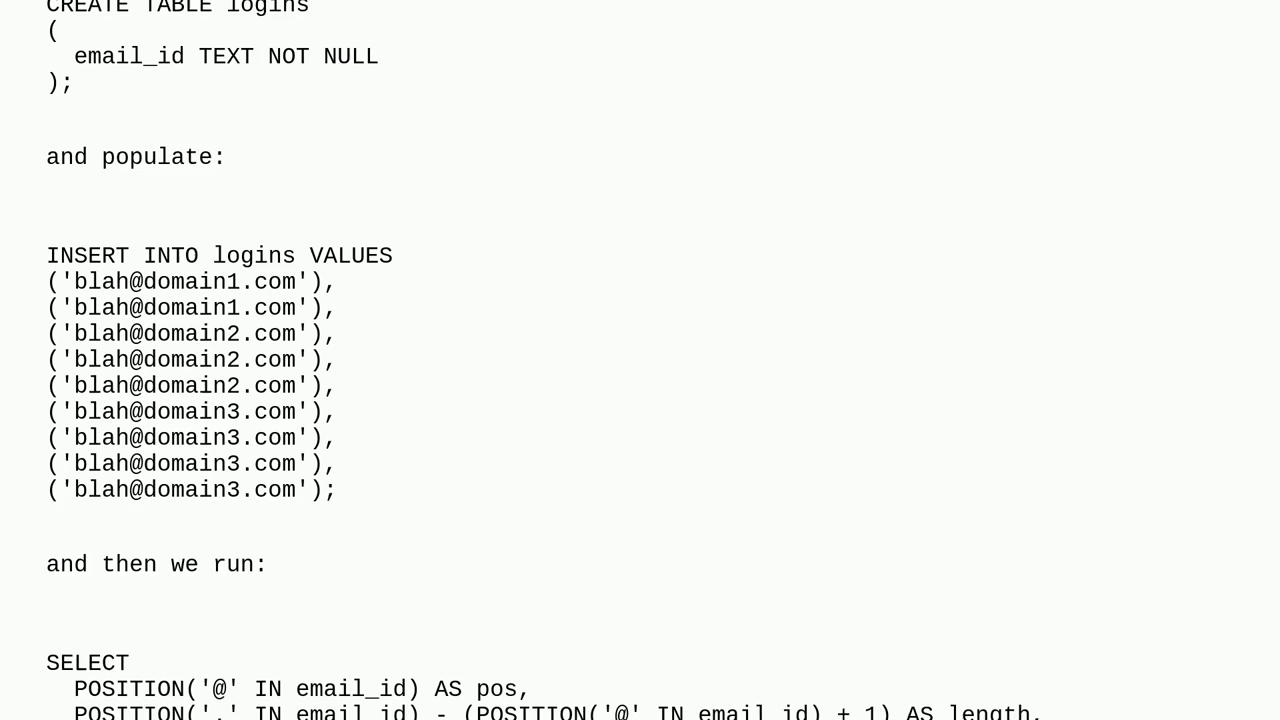 CREATE TABLE logins
(
  email_id TEXT NOT NULL
);
and populate:
INSERT INTO logins VALUES
('blah@domain1.com'),
('blah@domain1.com'),
('blah@domain2.com'),
('blah@domain2.com'),
('blah@domain2.com'),
('blah@domain3.com'),
('blah@domain3.com'),
('blah@domain3.com'),
('blah@domain3.com');
and then we run:
SELECT
  POSITION('@' IN email_id) AS pos,
  POSITION('.' IN email_id) - (POSITION('@' IN email_id) + 1) AS length,